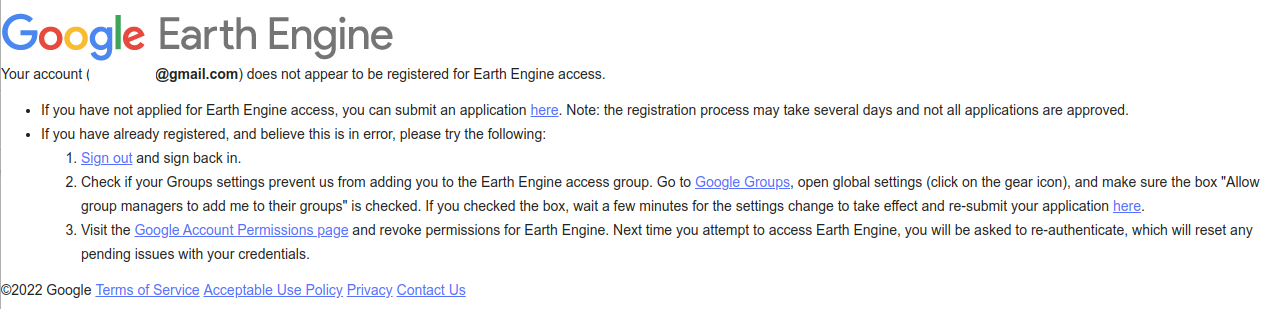 Google Earth Engine
Your account ( @gmail.com) does not appear to be registered for Earth Engine access.
• If you have not applied for Earth Engine access, you can submit an application here. Note: the registration process may take several days and not all applications are approved.
• If you have already registered, and believe this is in error, please try the following:
1. Sign out and sign back in.
2. Check if your Groups settings prevent us from adding you to the Earth Engine access group. Go to Google Groups, open global settings (click on the gear icon), and make sure the box "Allow
group managers to add me to their groups" is checked. If you checked the box, wait a few minutes for the settings change to take effect and re-submit your application here.
3. Visit the Google Account Permissions page and revoke permissions for Earth Engine. Next time you attempt to access Earth Engine, you will be asked to re-authenticate, which will reset any
pending issues with your credentials.
©2022 Google Terms of Service Acceptable Use Policy Privacy Contact Us